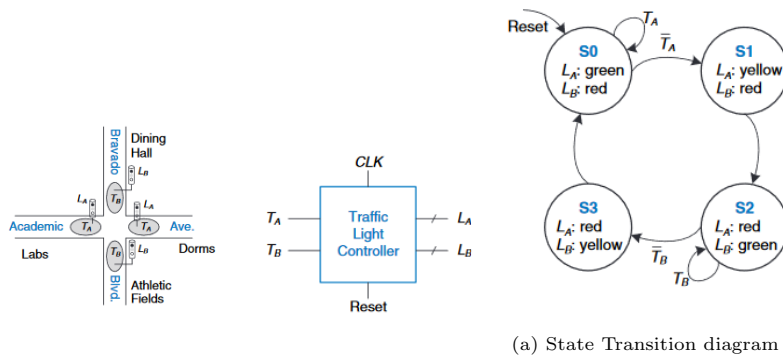 Bravado
Dining
Hall
L_B
T_B
L_A
L_A
Academic
T_A
T_A
Ave.
Labs
T_B
L_B
Dorms
Blvd.
Athletic
Fields
CLK
T_A
Traffic
Light
Controller
L_A
T_B
L_B
Reset
Reset
T_A
S0
L_A: green
L_B: red
T̅_A
S1
L_A: yellow
L_B: red
S3
L_A: red
L_B: yellow
T̅_B
S2
L_A: red
L_B: green
T_B
(a) State Transition diagram